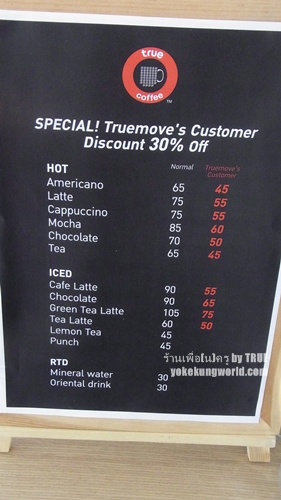 true
coffee
TM
SPECIAL! Truemove's Customer
Discount 30% Off
HOT Normal Truemove's Customer
Americano 65 45
Latte 75 55
Cappuccino 75 55
Mocha 85 60
Chocolate 70 50
Tea 65 45
ICED
Cafe Latte 90 55
Chocolate 90 65
Green Tea Latte 105 75
Tea Latte 60 50
Lemon Tea 45
Punch 45
RTD
Mineral water 30
Oriental drink 30
ร้านเพื่อ(น)ครู by TRUE
yokekungworld.com